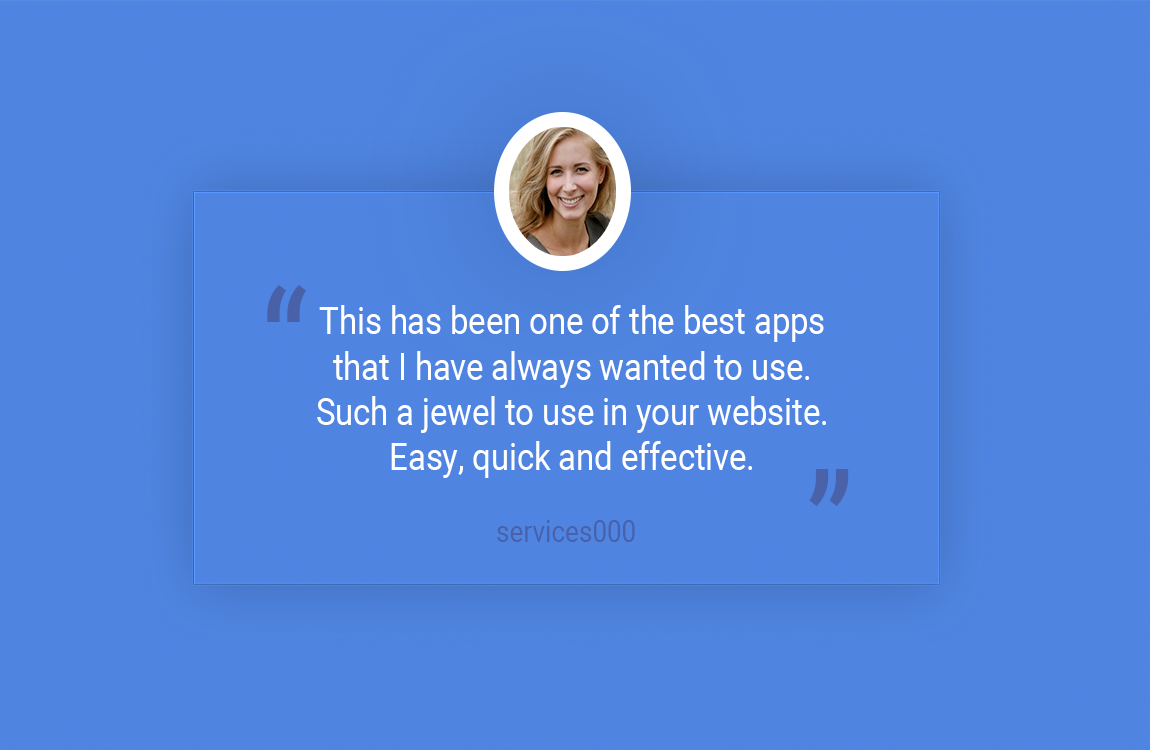 “ This has been one of the best apps
that I have always wanted to use.
Such a jewel to use in your website.
Easy, quick and effective. ”
services000